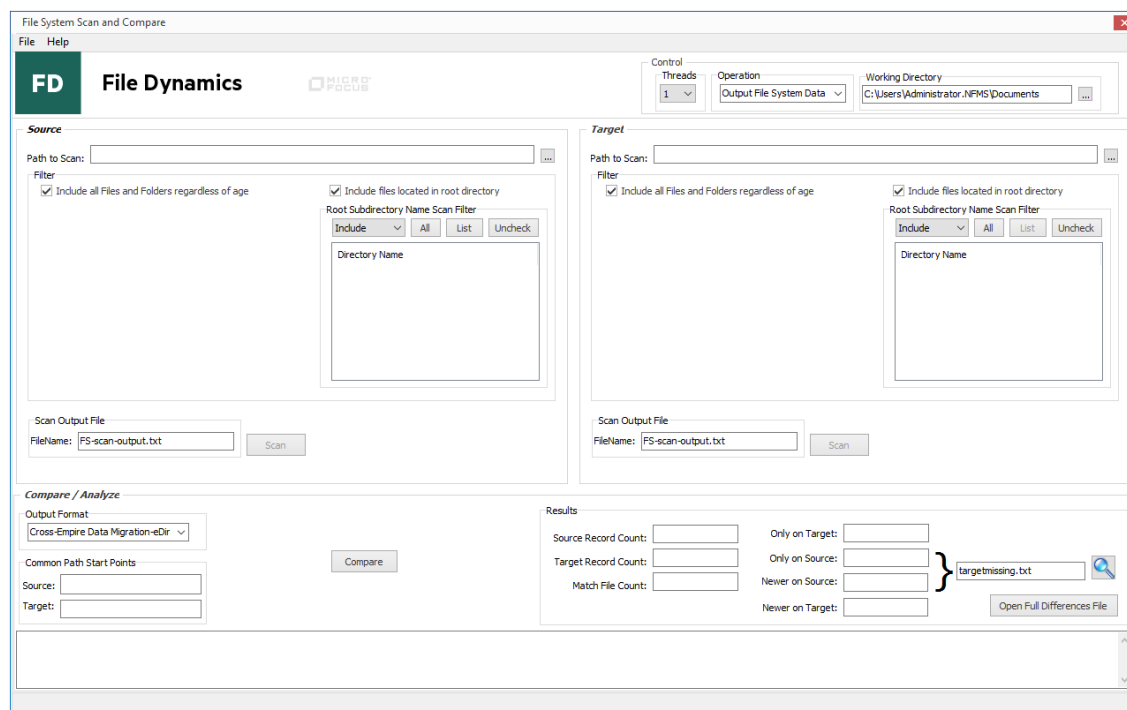 File System Scan and Compare
File Help
FD File Dynamics MICRO FOCUS
Control
Threads Operation Working Directory
1 Output File System Data C:\Users\Administrator.NFMS\Documents ...
Source
Path to Scan: ...
Filter
Include all Files and Folders regardless of age Include files located in root directory
Root Subdirectory Name Scan Filter
Include All List Uncheck
Directory Name
Scan Output File
FileName: FS-scan-output.txt Scan
Target
Path to Scan: ...
Filter
Include all Files and Folders regardless of age Include files located in root directory
Root Subdirectory Name Scan Filter
Include All List Uncheck
Directory Name
Scan Output File
FileName: FS-scan-output.txt Scan
Compare / Analyze
Output Format
Cross-Empire Data Migration-eDir
Common Path Start Points
Source:
Target:
Compare
Results
Source Record Count: Only on Target:
Target Record Count: Only on Source:
Match File Count: Newer on Source:
Newer on Target:
} targetmissing.txt
Open Full Differences File